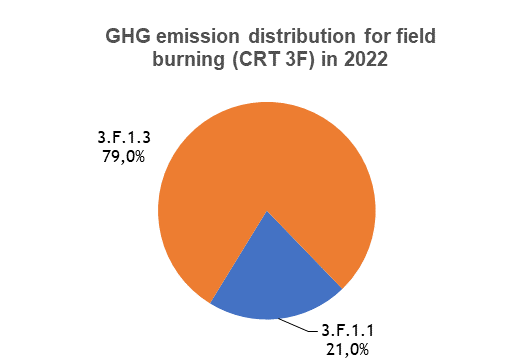 GHG emission distribution for field
burning (CRT 3F) in 2022
3.F.1.3
79,0%
3.F.1.1
21,0%